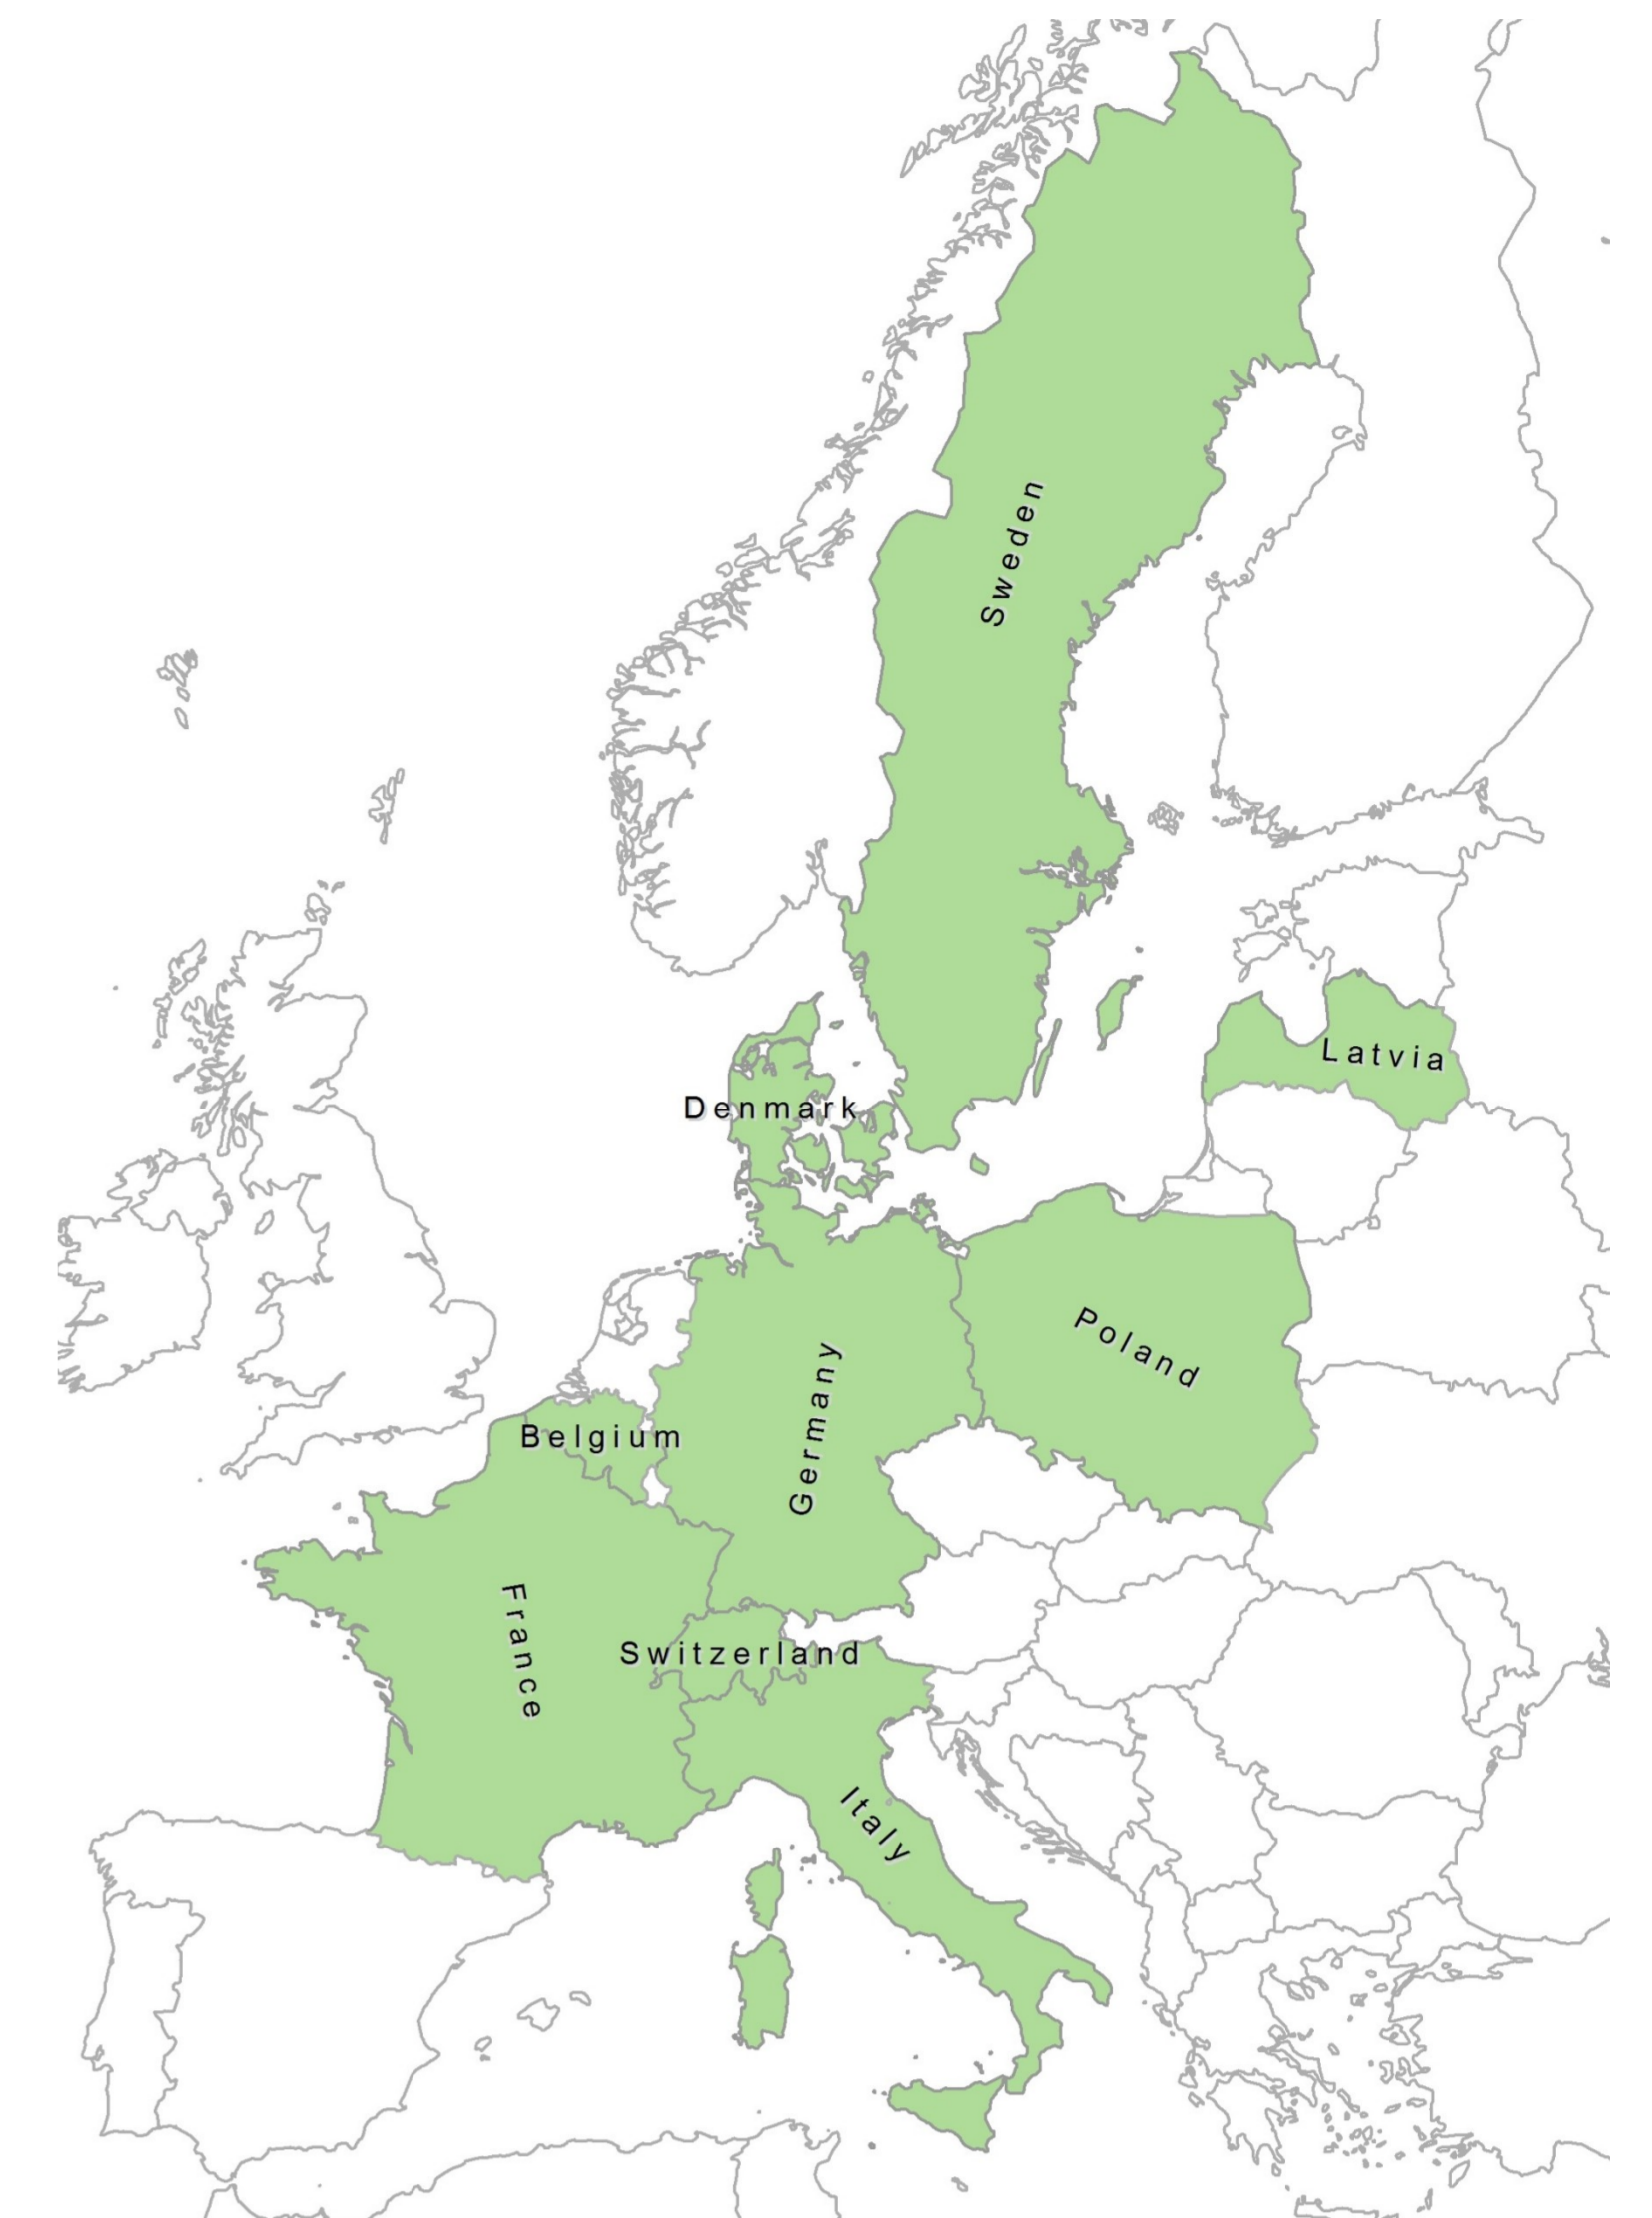 Sweden
Latvia
Denmark
Poland
Germany
Belgium
France
Switzerland
Italy